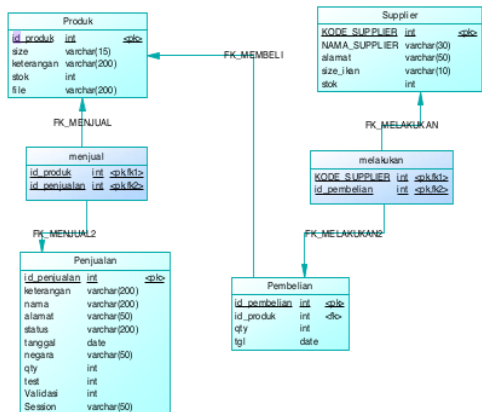 Produk
id_produk int <pk>
size varchar(15)
keterangan varchar(200)
stok int
file varchar(200)
Supplier
KODE_SUPPLIER int <pk>
NAMA_SUPPLIER varchar(30)
alamat varchar(50)
size_ikan varchar(10)
stok int
FK_MEMBELI
FK_MENJUAL
FK_MELAKUKAN
menjual
id_produk int <pk,fk1>
id_penjualan int <pk,fk2>
melakukan
KODE_SUPPLIER int <pk,fk1>
id_pembelian int <pk,fk2>
FK_MENJUAL2
FK_MELAKUKAN2
Penjualan
id_penjualan int <pk>
keterangan varchar(200)
nama varchar(200)
alamat varchar(50)
status varchar(200)
tanggal date
negara varchar(50)
qty int
test int
Validasi int
Session varchar(50)
Pembelian
id_pembelian int <pk>
id_produk int <fk>
qty int
tgl date